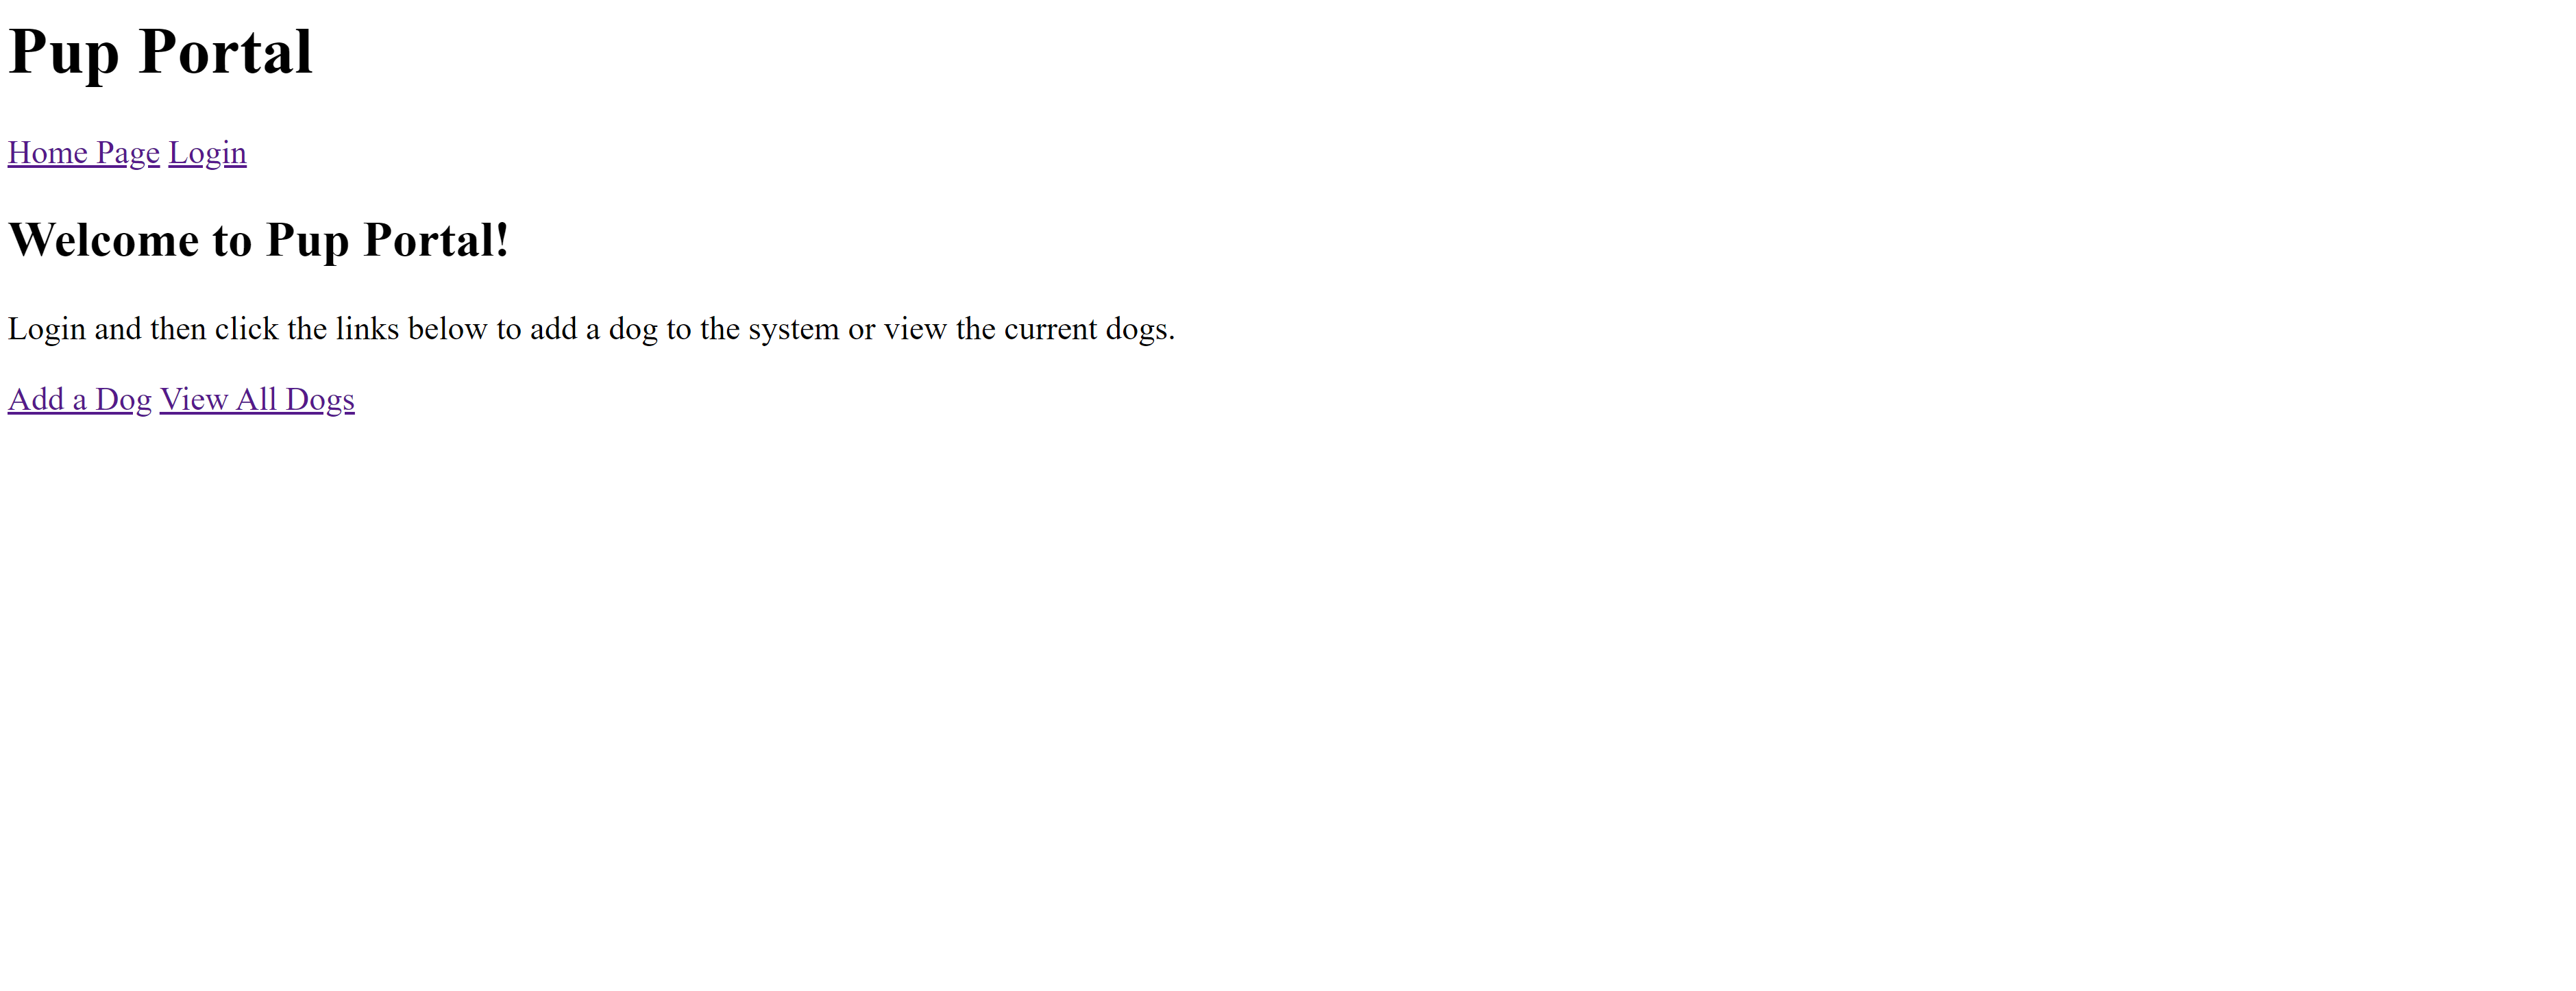 Pup Portal
Home Page Login
Welcome to Pup Portal!
Login and then click the links below to add a dog to the system or view the current dogs.
Add a Dog View All Dogs